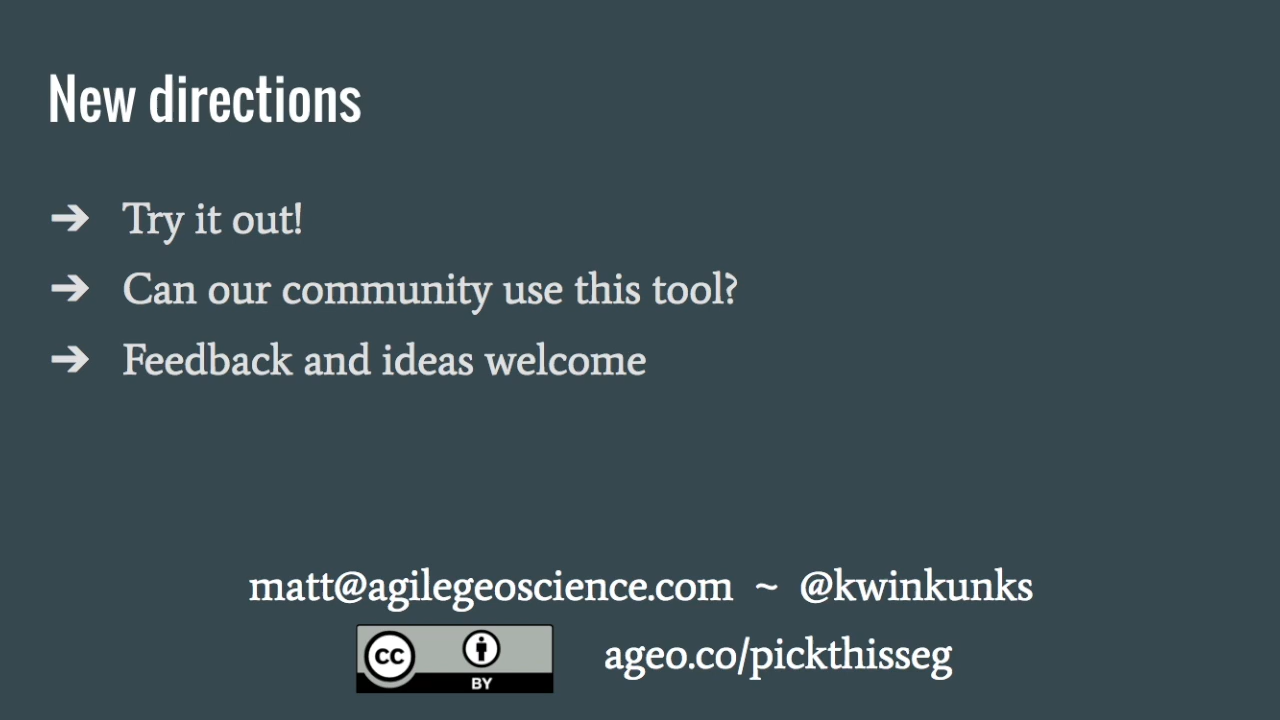 New directions
➔ Try it out!
➔ Can our community use this tool?
➔ Feedback and ideas welcome
matt@agilegeoscience.com ~ @kwinkunks
cc BY ageo.co/pickthisseg